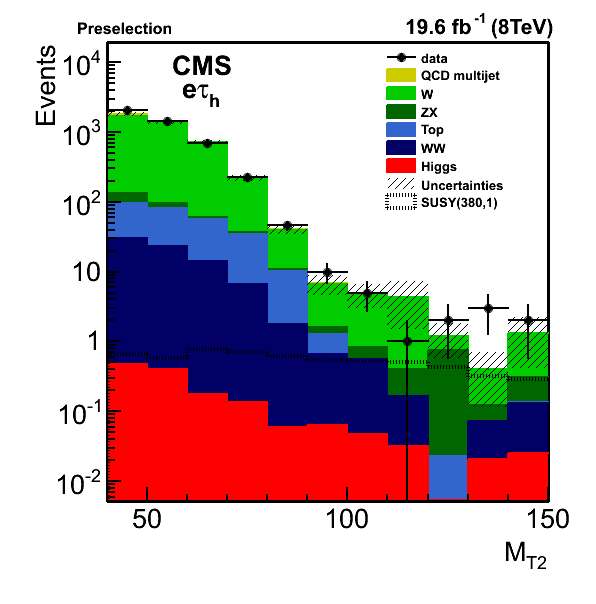 Preselection 19.6 fb⁻¹ (8TeV)
CMS
eτₕ
data
QCD multijet
W
ZX
Top
WW
Higgs
Uncertainties
SUSY(380,1)
Events
10⁴
10³
10²
10
1
10⁻¹
10⁻²
50 100 150
M_T2